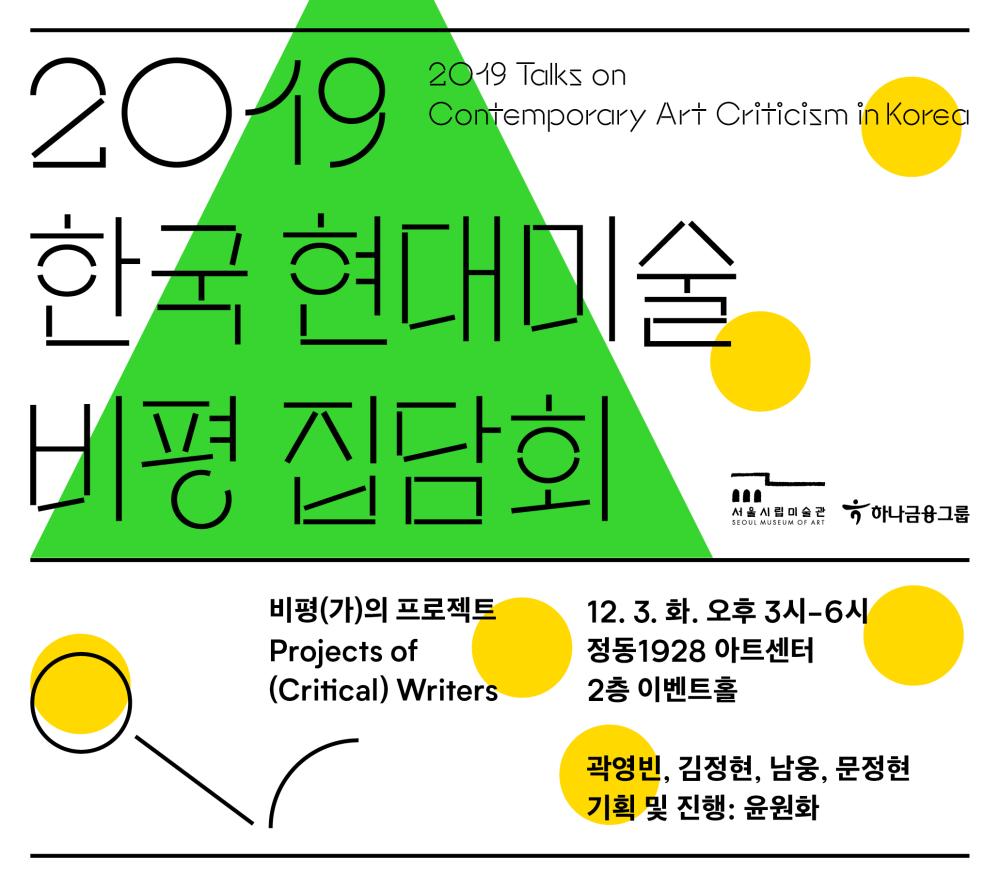 2019
2019 Talks on
Contemporary Art Criticism in Korea
한국 현대미술
비평 집담회
서울시립미술관
SEOUL MUSEUM OF ART
하나금융그룹
비평(가)의 프로젝트
Projects of
(Critical) Writers
12. 3. 화. 오후 3시–6시
정동1928 아트센터
2층 이벤트홀
곽영빈, 김정현, 남웅, 문정현
기획 및 진행: 윤원화